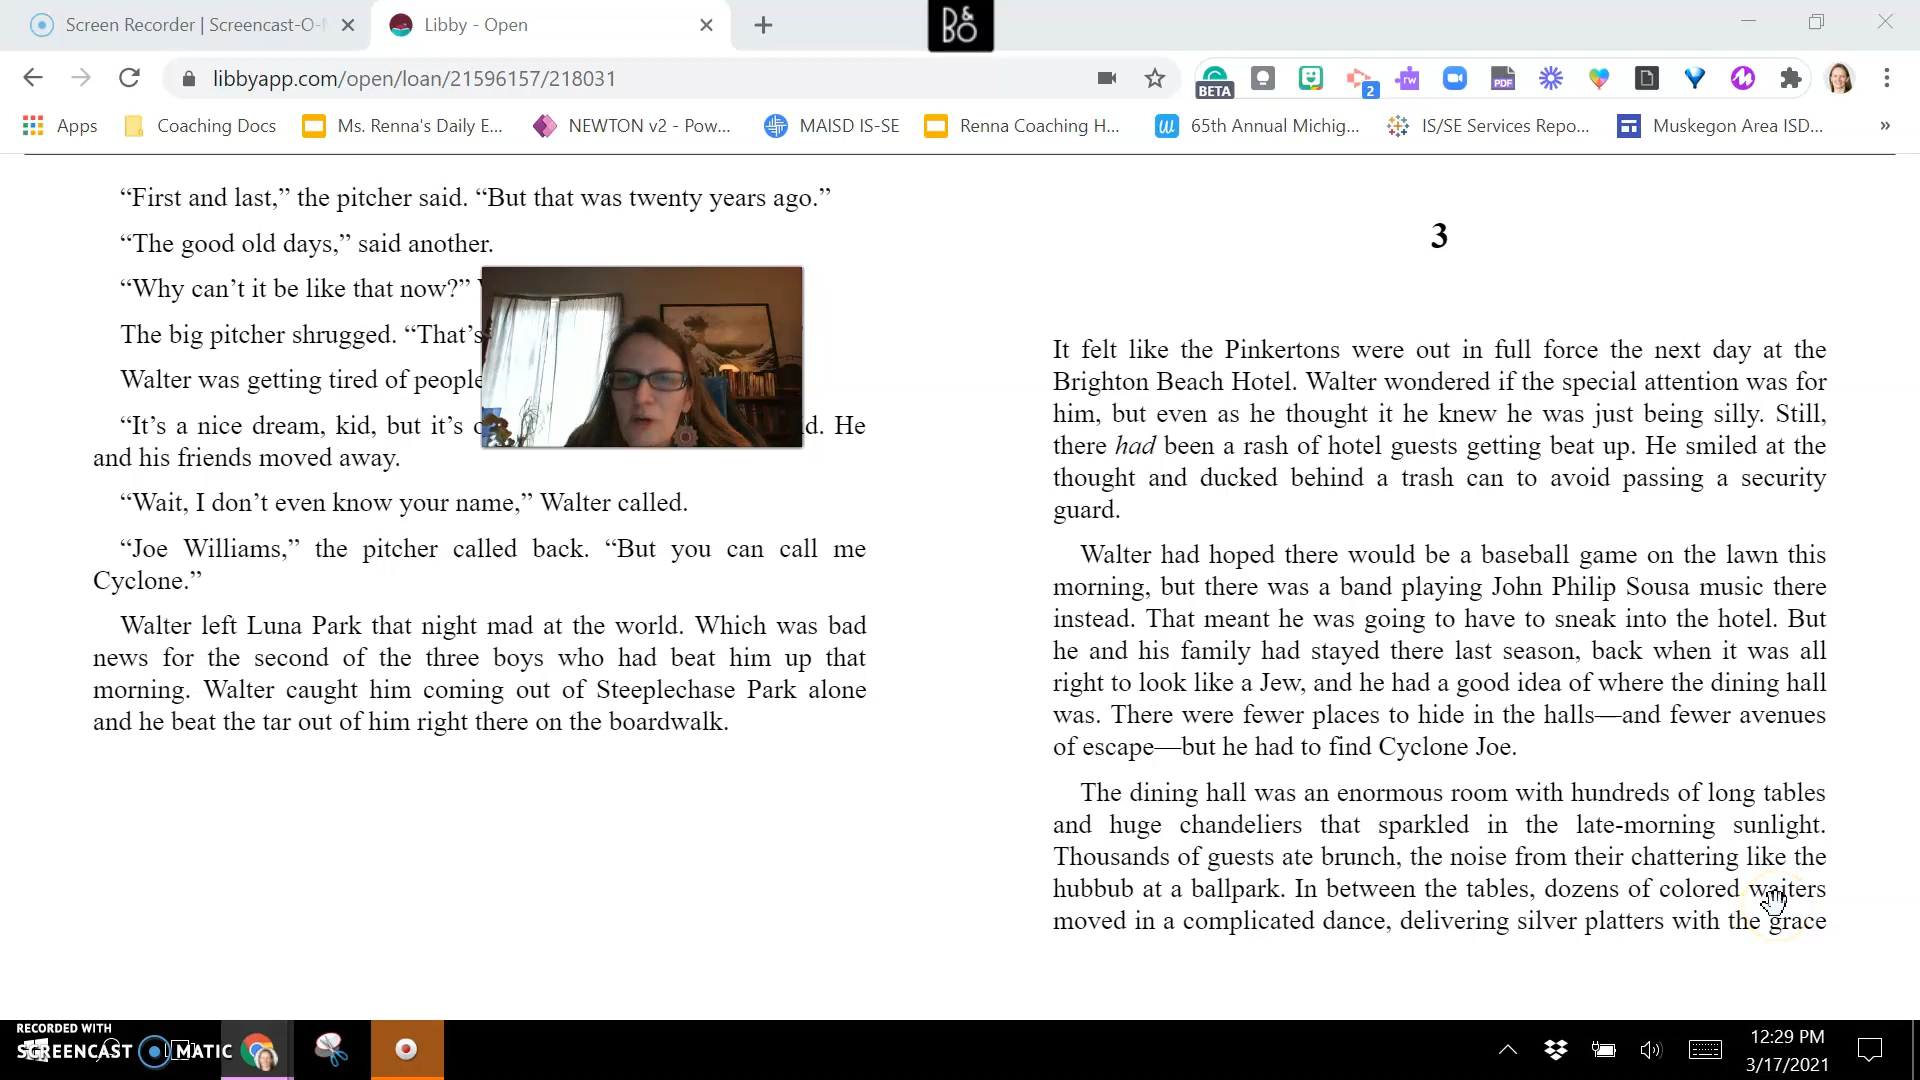 Screen Recorder | Screencast-O-
Libby - Open
B&O
libbyapp.com/open/loan/21596157/218031
BETA
2
rw
PDF
Apps
Coaching Docs
Ms. Renna's Daily E...
NEWTON v2 - Pow...
MAISD IS-SE
Renna Coaching H...
65th Annual Michig...
IS/SE Services Repo...
Muskegon Area ISD...
“First and last,” the pitcher said. “But that was twenty years ago.”
“The good old days,” said another.
“Why can’t it be like that now?”
The big pitcher shrugged. “That’s
Walter was getting tired of people
“It’s a nice dream, kid, but it’s d. He
and his friends moved away.
“Wait, I don’t even know your name,” Walter called.
“Joe Williams,” the pitcher called back. “But you can call me
Cyclone.”
Walter left Luna Park that night mad at the world. Which was bad
news for the second of the three boys who had beat him up that
morning. Walter caught him coming out of Steeplechase Park alone
and he beat the tar out of him right there on the boardwalk.
3
It felt like the Pinkertons were out in full force the next day at the
Brighton Beach Hotel. Walter wondered if the special attention was for
him, but even as he thought it he knew he was just being silly. Still,
there had been a rash of hotel guests getting beat up. He smiled at the
thought and ducked behind a trash can to avoid passing a security
guard.
Walter had hoped there would be a baseball game on the lawn this
morning, but there was a band playing John Philip Sousa music there
instead. That meant he was going to have to sneak into the hotel. But
he and his family had stayed there last season, back when it was all
right to look like a Jew, and he had a good idea of where the dining hall
was. There were fewer places to hide in the halls—and fewer avenues
of escape—but he had to find Cyclone Joe.
The dining hall was an enormous room with hundreds of long tables
and huge chandeliers that sparkled in the late-morning sunlight.
Thousands of guests ate brunch, the noise from their chattering like the
hubbub at a ballpark. In between the tables, dozens of colored waiters
moved in a complicated dance, delivering silver platters with the grace
RECORDED WITH
SCREENCAST MATIC
12:29 PM
3/17/2021